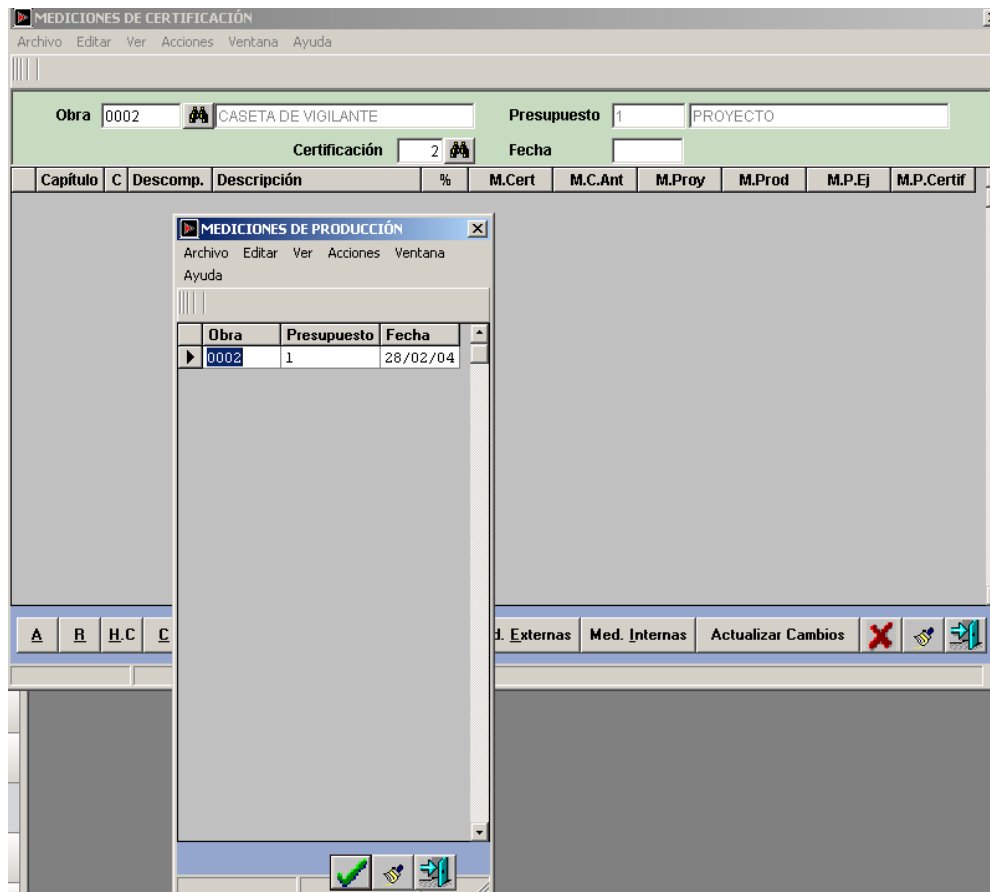 MEDICIONES DE CERTIFICACIÓN
Archivo Editar Ver Acciones Ventana Ayuda
Obra 0002 CASETA DE VIGILANTE Presupuesto 1 PROYECTO
Certificación 2 Fecha
Capítulo C Descomp. Descripción % M.Cert M.C.Ant M.Proy M.Prod M.P.Ej M.P.Certif
MEDICIONES DE PRODUCCIÓN
Archivo Editar Ver Acciones Ventana
Ayuda
Obra Presupuesto Fecha
0002 1 28/02/04
A R H.C C d. Externas Med. Internas Actualizar Cambios